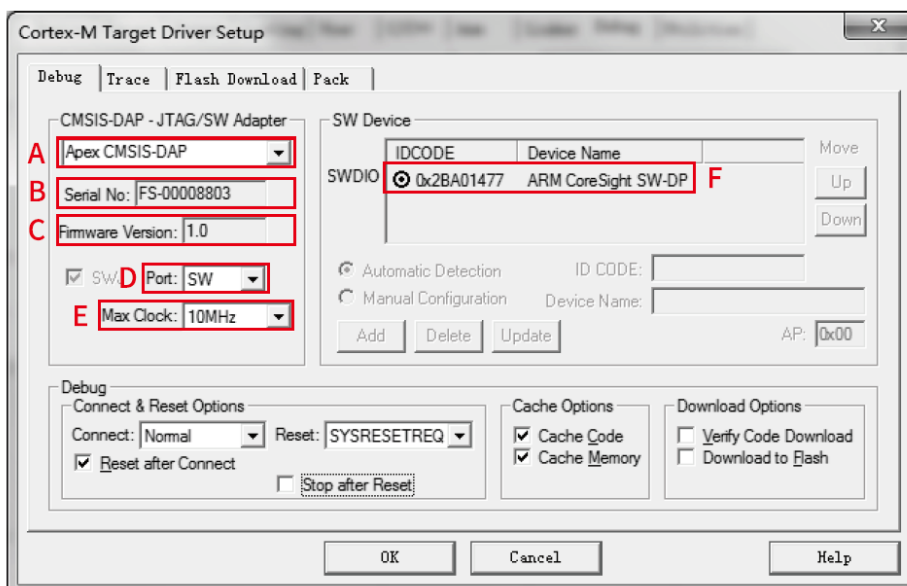 Cortex-M Target Driver Setup
Debug Trace Flash Download Pack
CMSIS-DAP - JTAG/SW Adapter
A Apex CMSIS-DAP
B Serial No: FS-00008803
C Firmware Version: 1.0
SW D Port: SW
E Max Clock: 10MHz
SW Device
IDCODE Device Name
SWDIO 0x2BA01477 ARM CoreSight SW-DP F
Move
Up
Down
Automatic Detection ID CODE:
Manual Configuration Device Name:
Add Delete Update AP: 0x00
Debug
Connect & Reset Options
Connect: Normal Reset: SYSRESETREQ
Reset after Connect
Stop after Reset
Cache Options
Cache Code
Cache Memory
Download Options
Verify Code Download
Download to Flash
OK Cancel Help